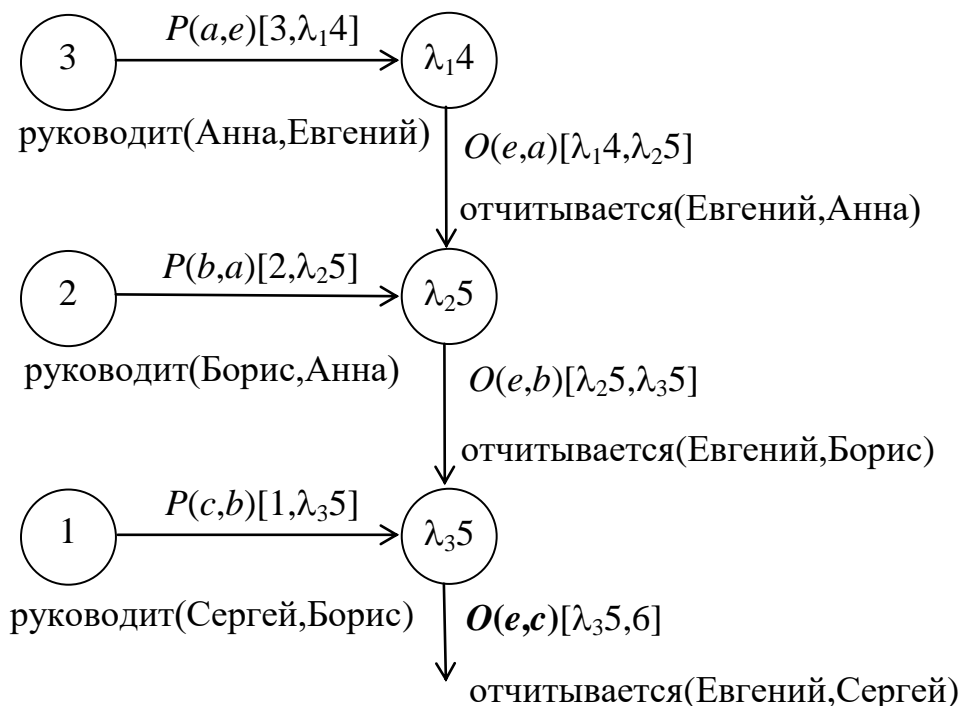 P(a,e)[3,λ₁4]
3
λ₁4
руководит(Анна,Евгений)
O(e,a)[λ₁4,λ₂5]
отчитывается(Евгений,Анна)
P(b,a)[2,λ₂5]
2
λ₂5
руководит(Борис,Анна)
O(e,b)[λ₂5,λ₃5]
отчитывается(Евгений,Борис)
P(c,b)[1,λ₃5]
1
λ₃5
руководит(Сергей,Борис)
O(e,c)[λ₃5,6]
отчитывается(Евгений,Сергей)